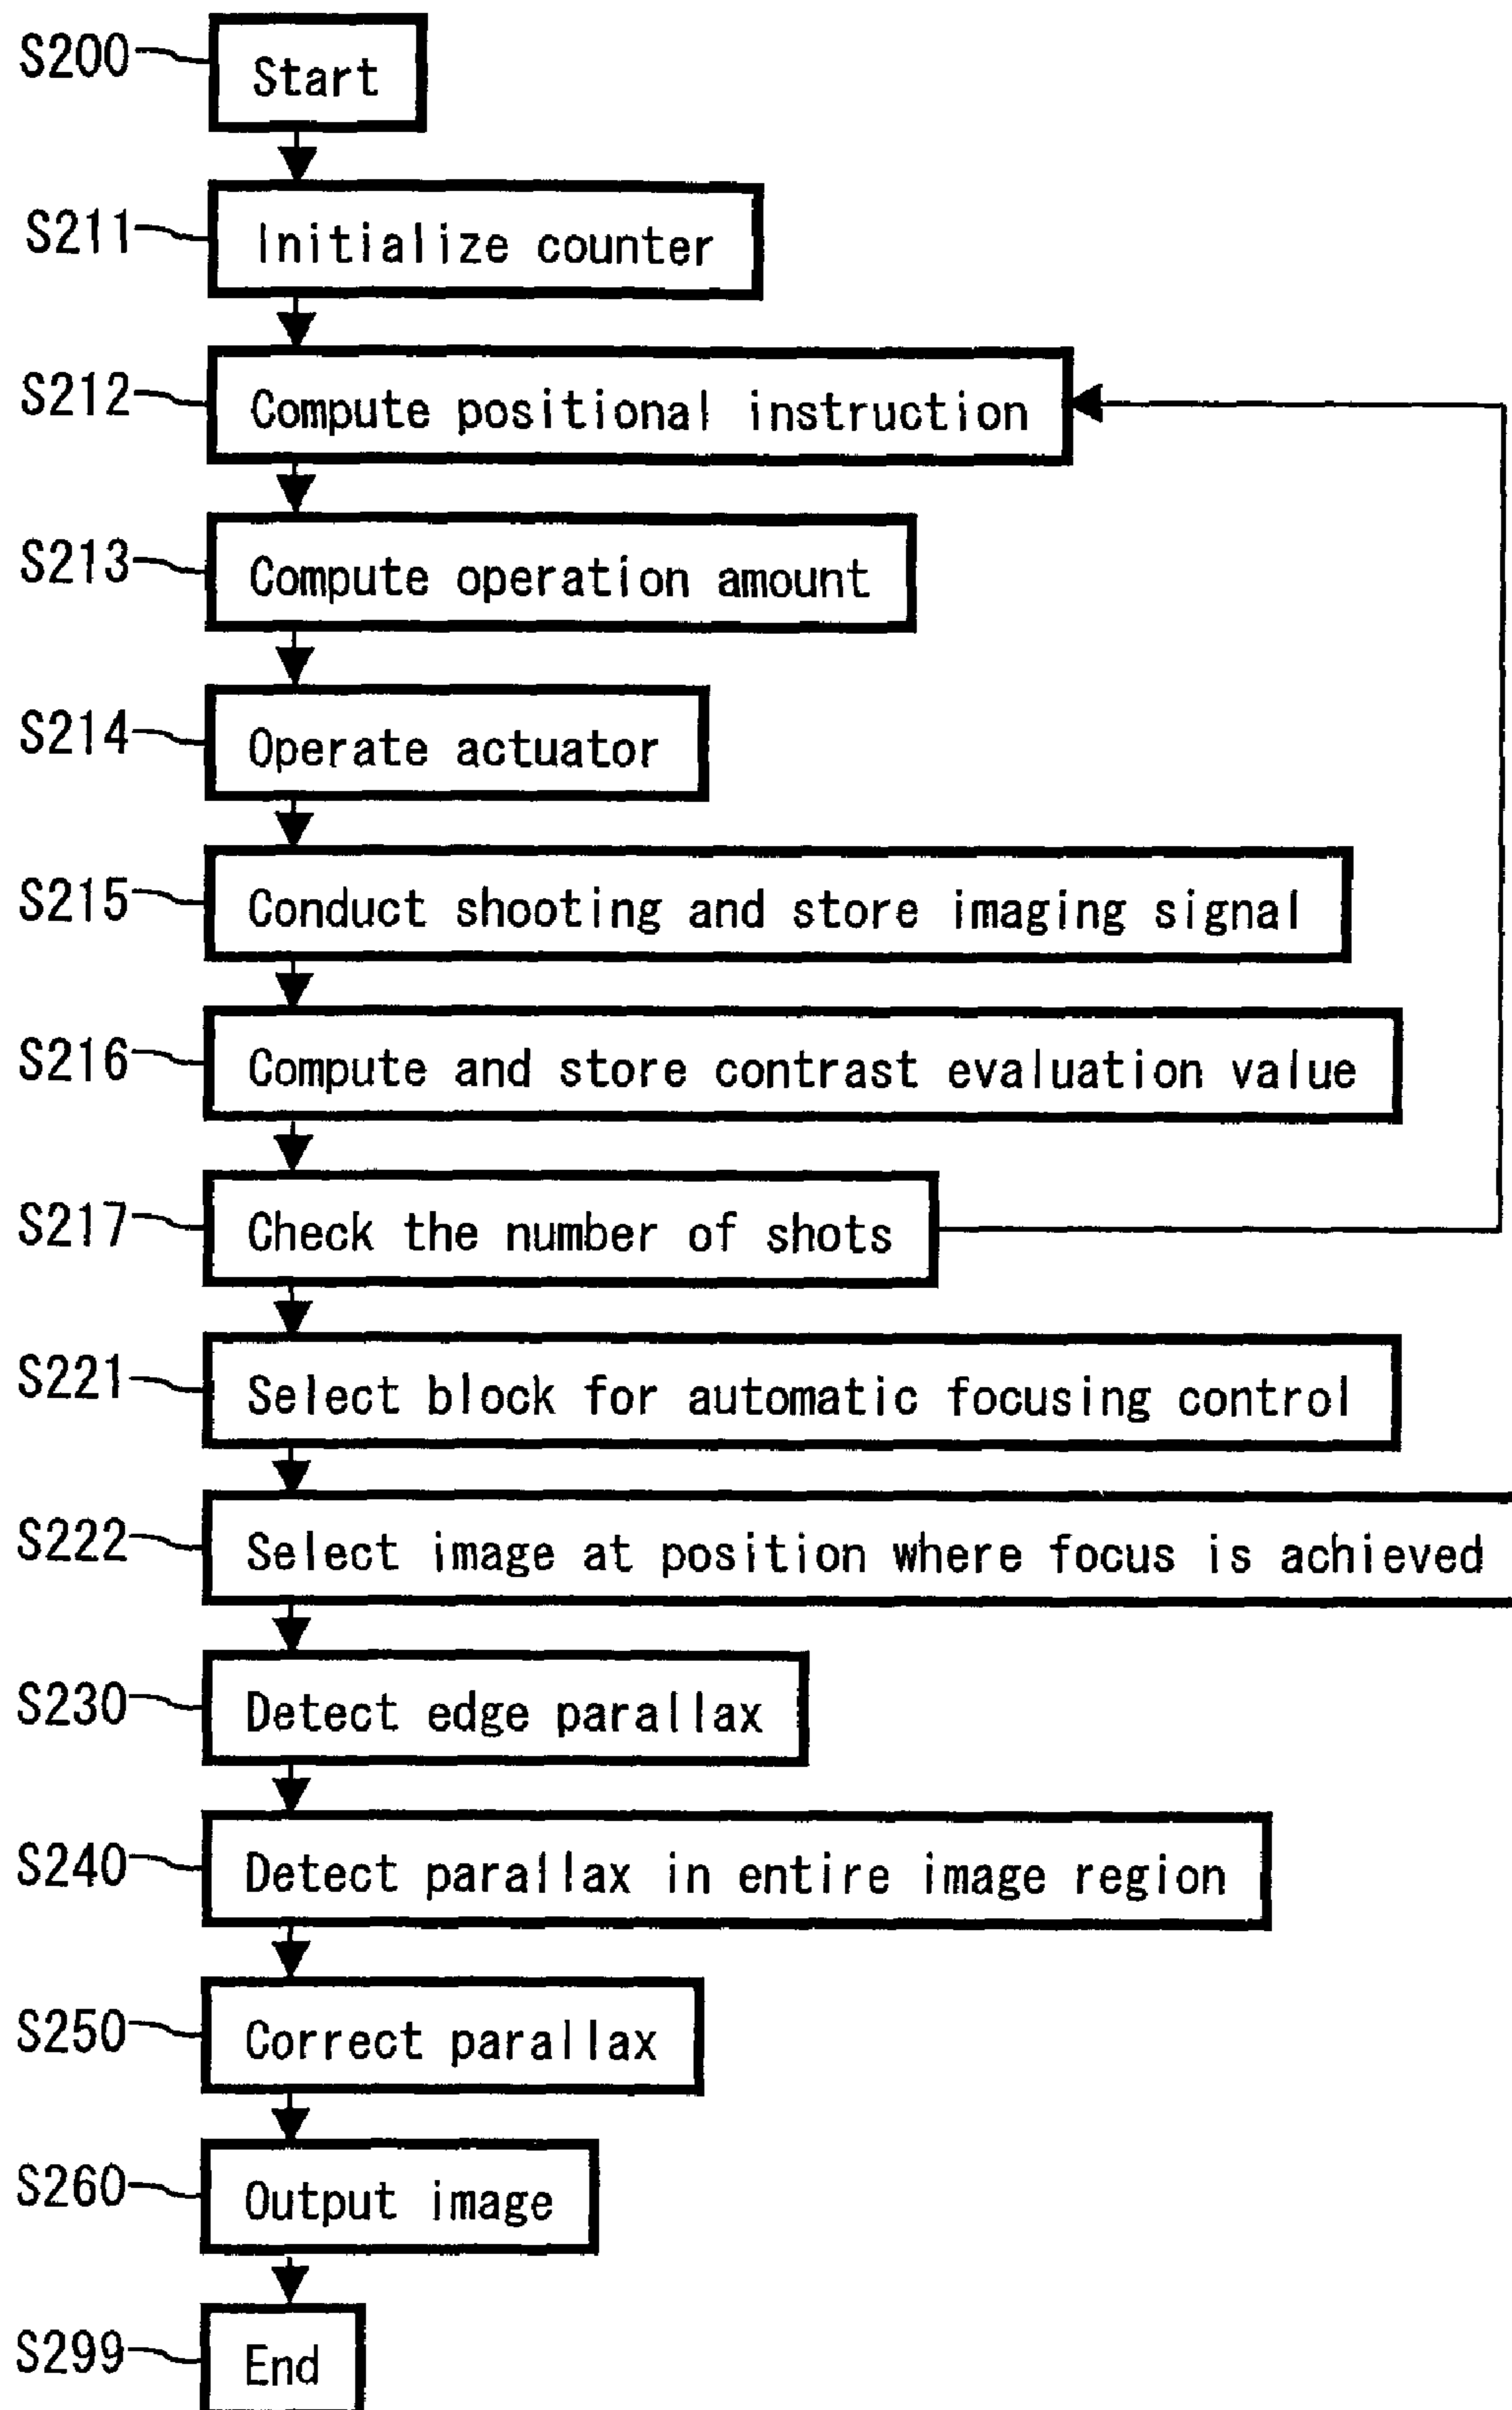 S200 Start
S211 Initialize counter
S212 Compute positional instruction
S213 Compute operation amount
S214 Operate actuator
S215 Conduct shooting and store imaging signal
S216 Compute and store contrast evaluation value
S217 Check the number of shots
S221 Select block for automatic focusing control
S222 Select image at position where focus is achieved
S230 Detect edge parallax
S240 Detect parallax in entire image region
S250 Correct parallax
S260 Output image
S299 End